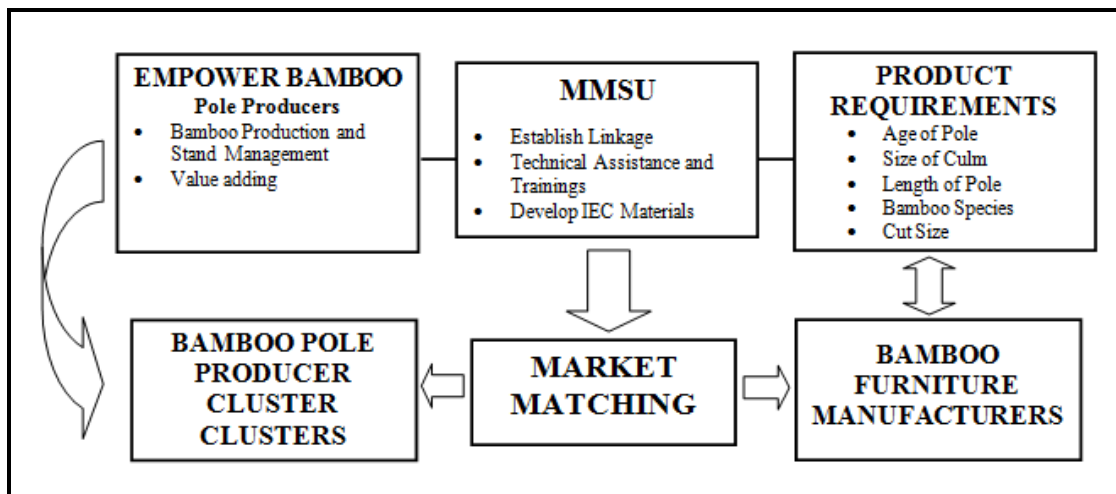 EMPOWER BAMBOO
Pole Producers
• Bamboo Production and
Stand Management
• Value adding
MMSU
• Establish Linkage
• Technical Assistance and
Trainings
• Develop IEC Materials
PRODUCT
REQUIREMENTS
• Age of Pole
• Size of Culm
• Length of Pole
• Bamboo Species
• Cut Size
BAMBOO POLE
PRODUCER
CLUSTER
CLUSTERS
MARKET
MATCHING
BAMBOO
FURNITURE
MANUFACTURERS